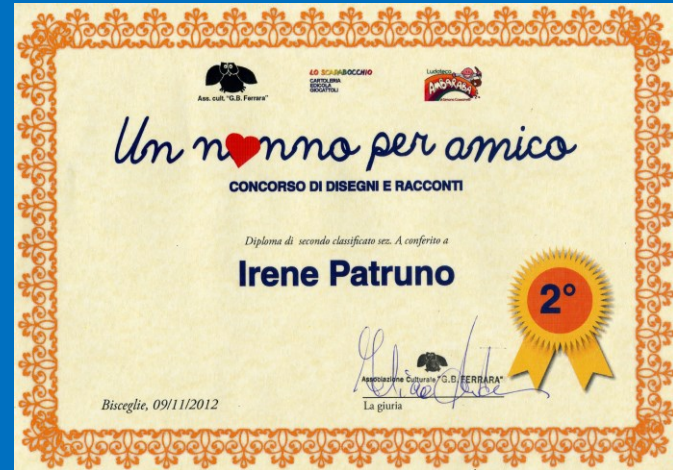 Ass. cult. "G.B. Ferrara"
LO SCARABOCCHIO
CARTOLERIA
EDICOLA
GIOCATTOLI
Ludoteca
AMBARABÀ
Un nonno per amico
CONCORSO DI DISEGNI E RACCONTI
Diploma di secondo classificato sez. A conferito a
Irene Patruno
2°
Associazione Culturale "G.B. FERRARA"
Bisceglie, 09/11/2012
La giuria